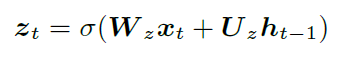 z_t = σ(W_z x_t + U_z h_{t−1})